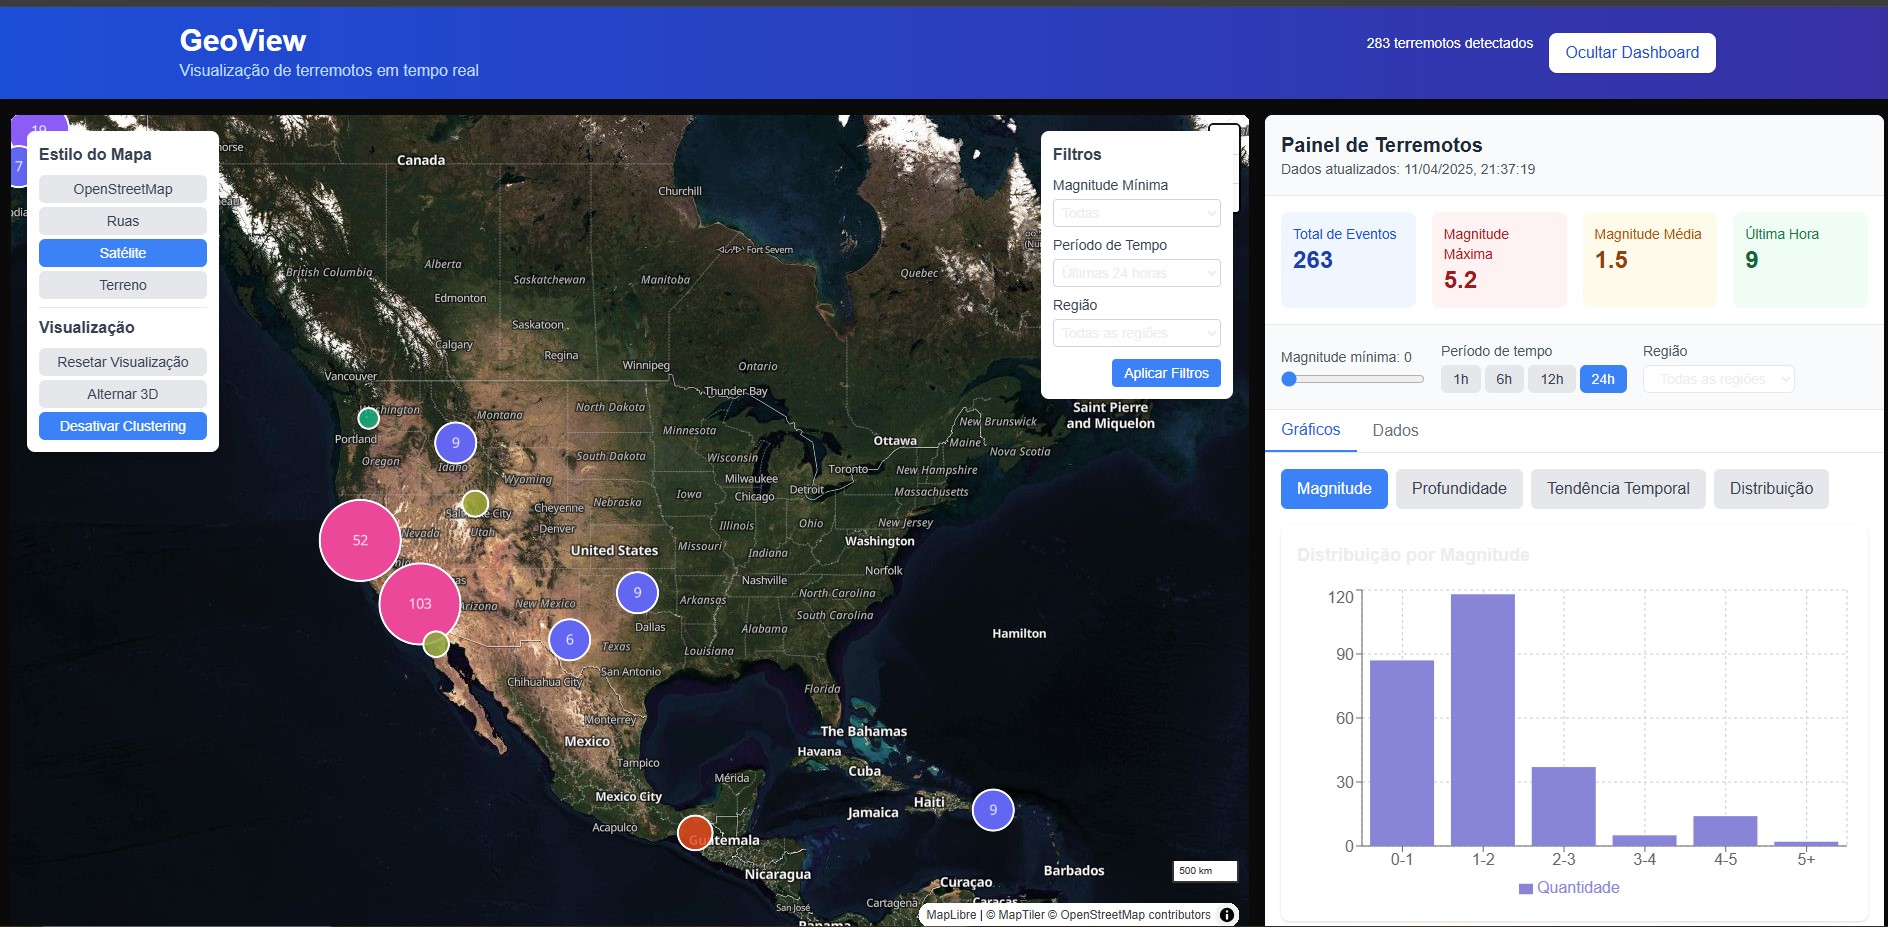 GeoView
Visualização de terremotos em tempo real
283 terremotos detectados
Ocultar Dashboard
19
7
Estilo do Mapa
OpenStreetMap
Ruas
Satélite
Terreno
Visualização
Resetar Visualização
Alternar 3D
Desativar Clustering
Canada
Churchill
Fort Severn
British Columbia
Alberta
Saskatchewan
Manitoba
Quebec
Edmonton
Saskatoon
Calgary
Regina
Winnipeg
Ontario
Vancouver
Thunder Bay
Washington
Montana
North Dakota
Minnesota
Portland
9
Idaho
Oregon
South Dakota
Wisconsin
Ottawa
Maine
New Brunswick
Nova Scotia
Saint Pierre
and Miquelon
Toronto
New Hampshire
Wyoming
Milwaukee
Chicago
Detroit
Massachusetts
Nebraska
Iowa
Cheyenne
Denver
Salt
e City
Utah
Nevada
52
Illinois
Ohio
New Jersey
United States
Missouri
Indiana
Washington
Norfolk
Nashville
103
Arizona
New Mexico
9
Arkansas
North Carolina
South Carolina
Dallas
Alabama
6
Texas
Louisiana
Hamilton
San Antonio
Chihuahua City
Florida
Monterrey
Mexico
The Bahamas
Havana
Tampico
Cuba
Mérida
Mexico City
Haiti
9
Jamaica
Acapulco
Guatemala
Nicaragua
Barbados
Curaçao
San José
Cartagena
Caracas
Panama
500 km
MapLibre | © MapTiler © OpenStreetMap contributors
Filtros
Magnitude Mínima
Todas
Período de Tempo
Últimas 24 horas
Região
Todas as regiões
Aplicar Filtros
Painel de Terremotos
Dados atualizados: 11/04/2025, 21:37:19
Total de Eventos
263
Magnitude
Máxima
5.2
Magnitude Média
1.5
Última Hora
9
Magnitude mínima: 0
Período de tempo
1h 6h 12h 24h
Região
Todas as regiões
Gráficos Dados
Magnitude Profundidade Tendência Temporal Distribuição
Distribuição por Magnitude
120
90
60
30
0
0-1 1-2 2-3 3-4 4-5 5+
Quantidade